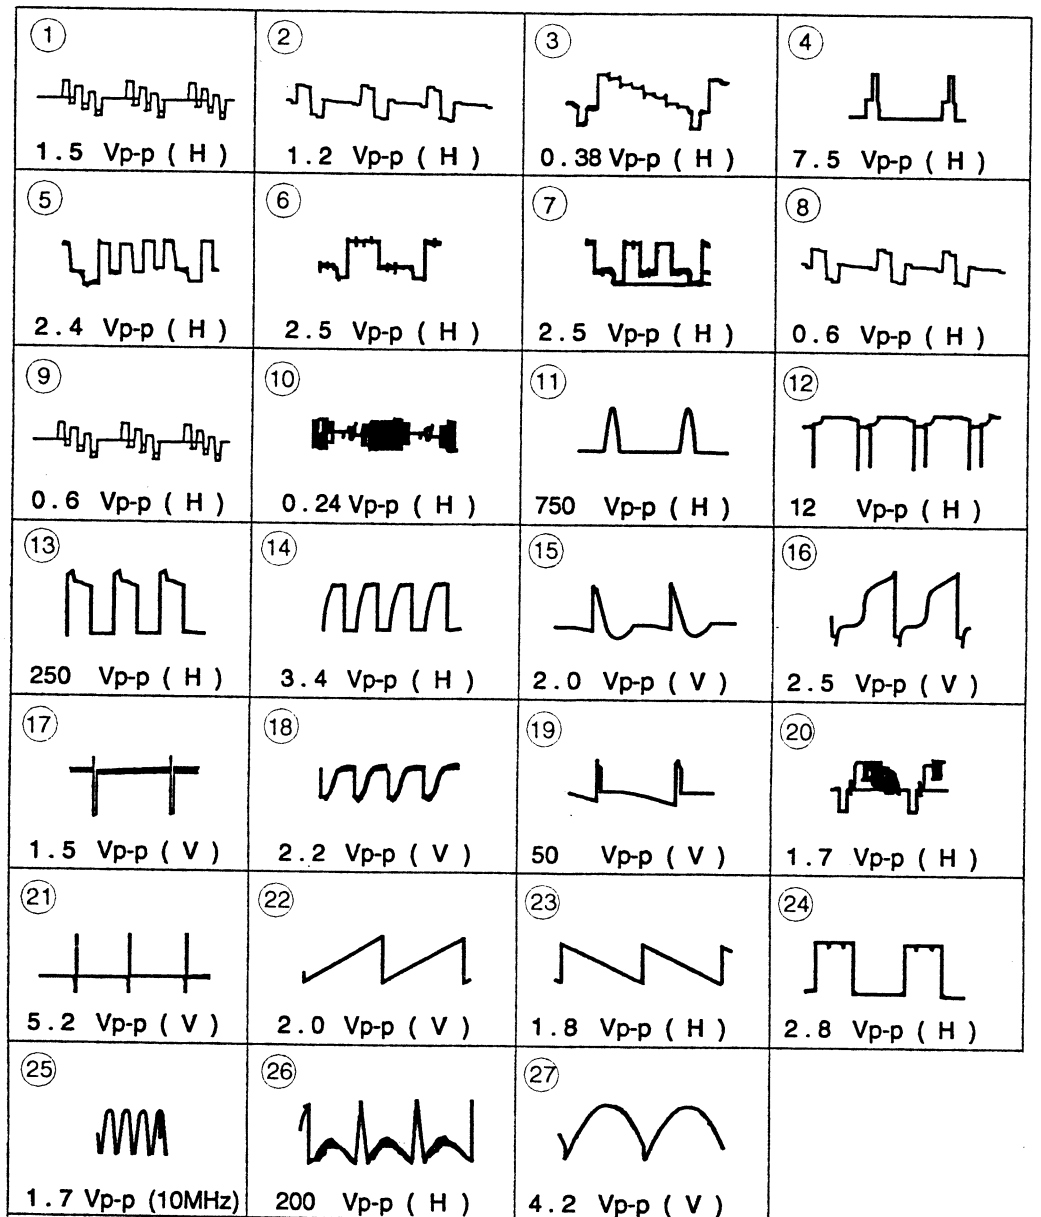 1 2 3 4
1.5 Vp-p ( H ) 1.2 Vp-p ( H ) 0.38 Vp-p ( H ) 7.5 Vp-p ( H )
5 6 7 8
2.4 Vp-p ( H ) 2.5 Vp-p ( H ) 2.5 Vp-p ( H ) 0.6 Vp-p ( H )
9 10 11 12
0.6 Vp-p ( H ) 0.24 Vp-p ( H ) 750 Vp-p ( H ) 12 Vp-p ( H )
13 14 15 16
250 Vp-p ( H ) 3.4 Vp-p ( H ) 2.0 Vp-p ( V ) 2.5 Vp-p ( V )
17 18 19 20
1.5 Vp-p ( V ) 2.2 Vp-p ( V ) 50 Vp-p ( V ) 1.7 Vp-p ( H )
21 22 23 24
5.2 Vp-p ( V ) 2.0 Vp-p ( V ) 1.8 Vp-p ( H ) 2.8 Vp-p ( H )
25 26 27
1.7 Vp-p (10MHz) 200 Vp-p ( H ) 4.2 Vp-p ( V )